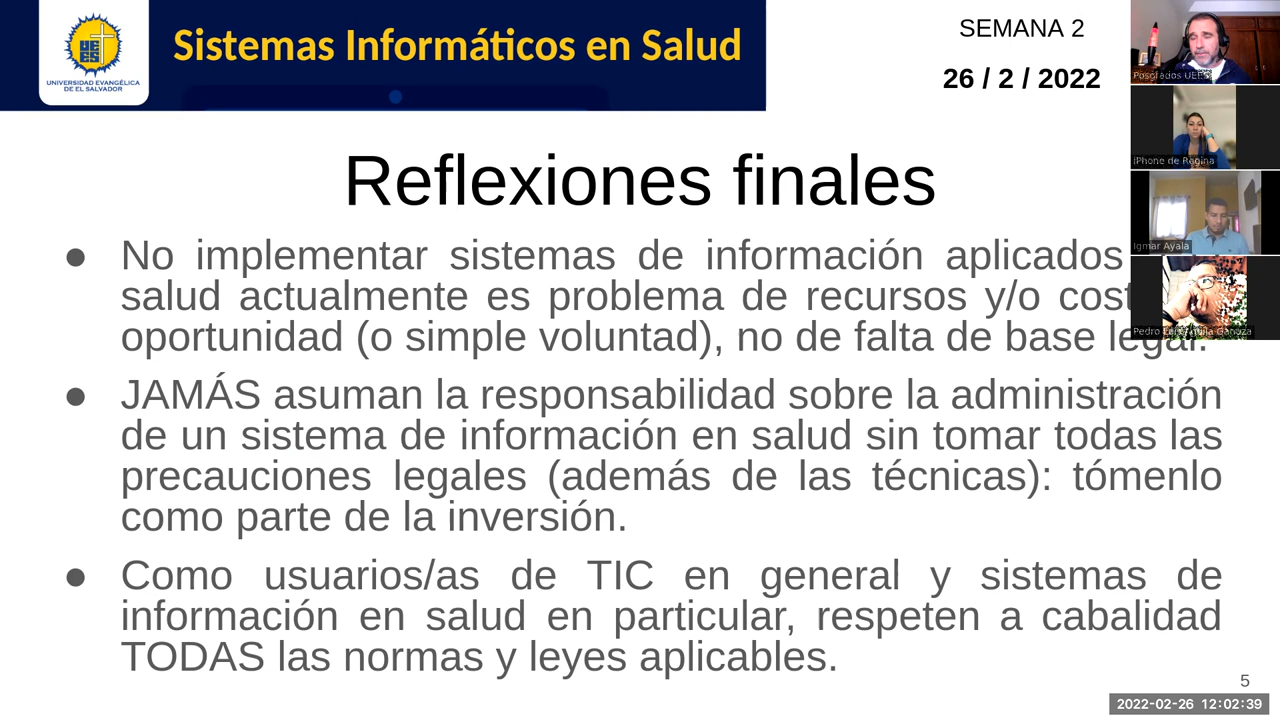 Sistemas Informáticos en Salud
UNIVERSIDAD EVANGÉLICA
DE EL SALVADOR
SEMANA 2
26 / 2 / 2022
Posgrados UEES
iPhone de Regina
Igmar Ayala
Pedro
Reflexiones finales
● No implementar sistemas de información aplicados
salud actualmente es problema de recursos y/o
oportunidad (o simple voluntad), no de falta de base legal.
● JAMÁS asuman la responsabilidad sobre la administración
de un sistema de información en salud sin tomar todas las
precauciones legales (además de las técnicas): tómenlo
como parte de la inversión.
● Como usuarios/as de TIC en general y sistemas de
información en salud en particular, respeten a cabalidad
TODAS las normas y leyes aplicables.
5
2022-02-26 12:02:39